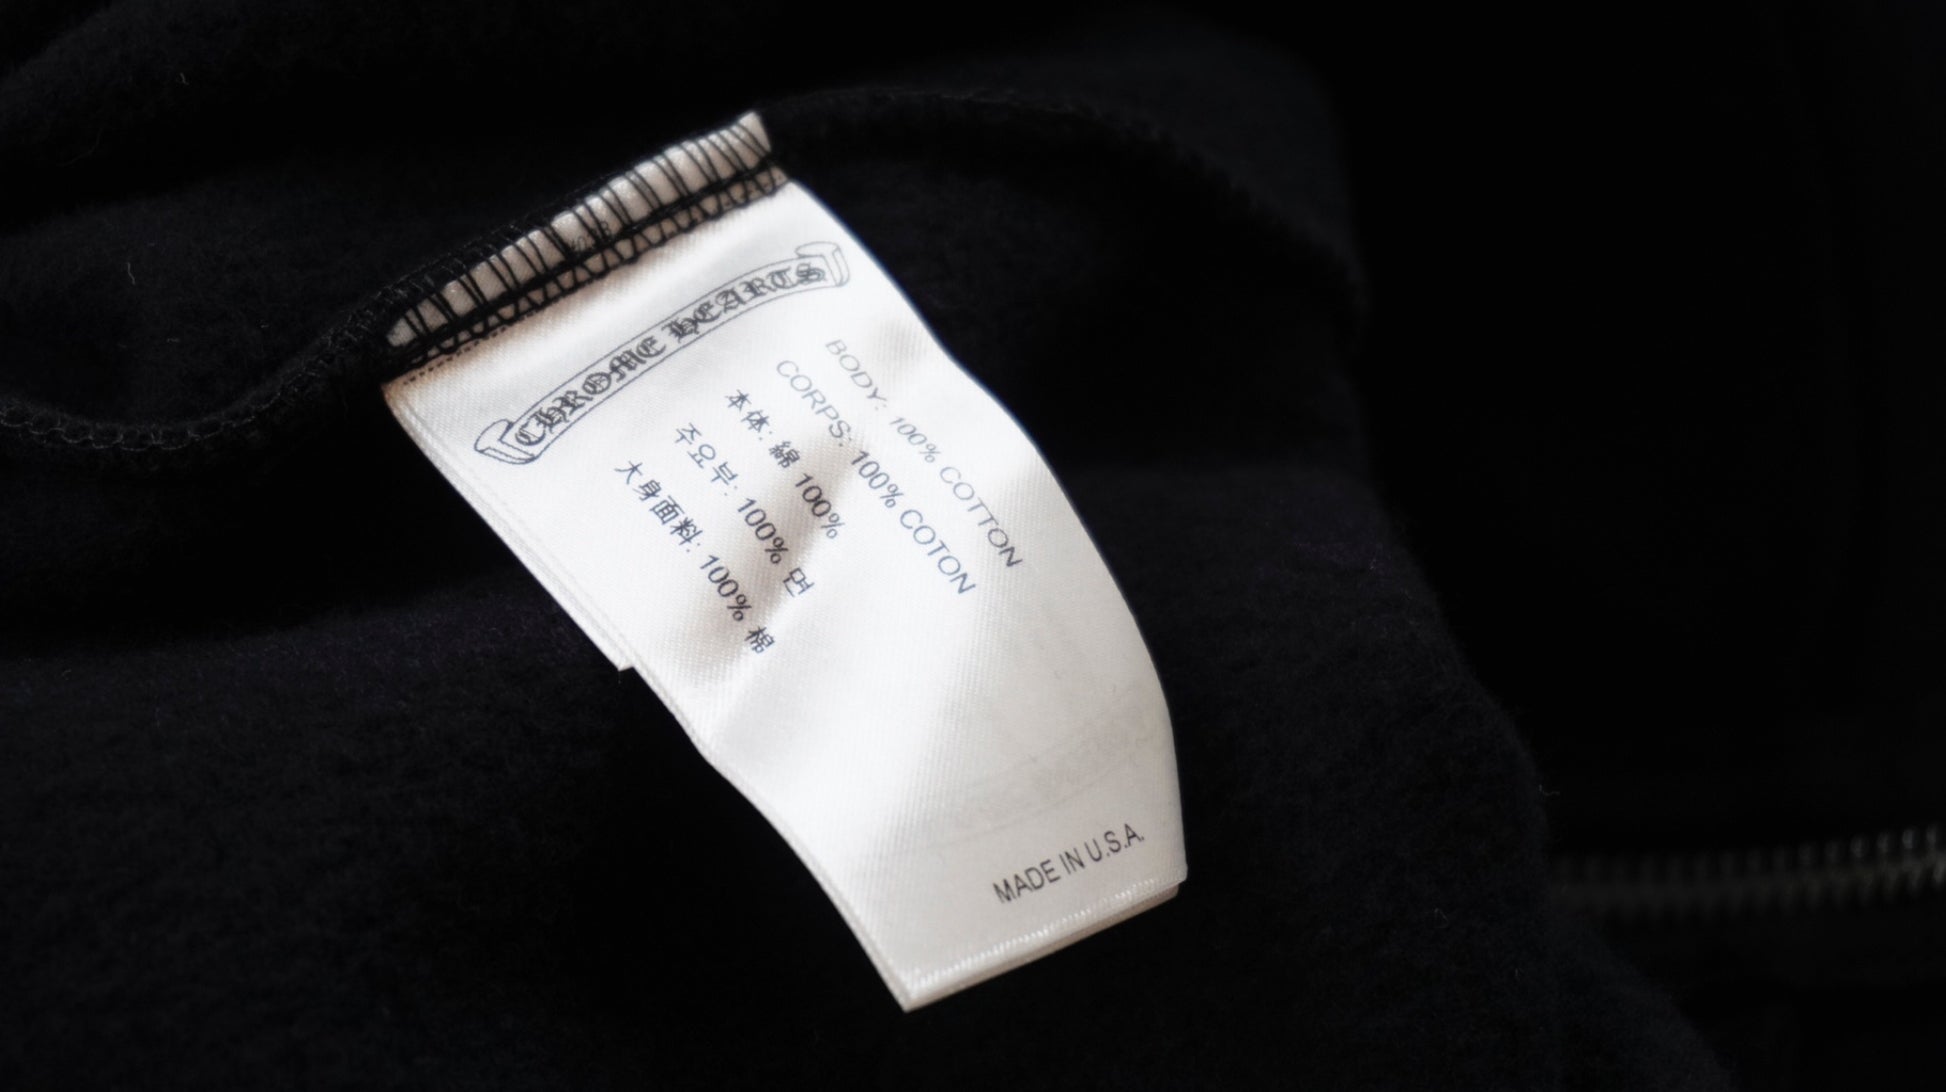 CHROME HEARTS
BODY: 100% COTTON
CORPS: 100% COTON
本体: 綿 100%
주요부: 100% 면
大身面料: 100% 棉
MADE IN U.S.A.